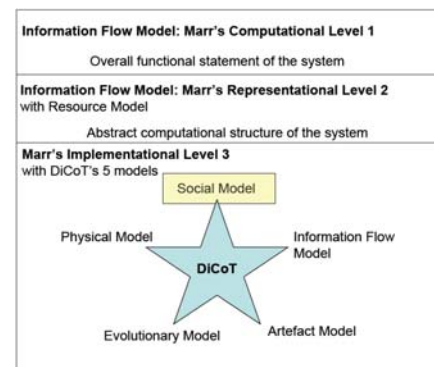 Information Flow Model: Marr's Computational Level 1
Overall functional statement of the system
Information Flow Model: Marr's Representational Level 2
with Resource Model
Abstract computational structure of the system
Marr's Implementational Level 3
with DiCoT's 5 models
Social Model
Physical Model
Information Flow
Model
DiCoT
Evolutionary Model
Artefact Model